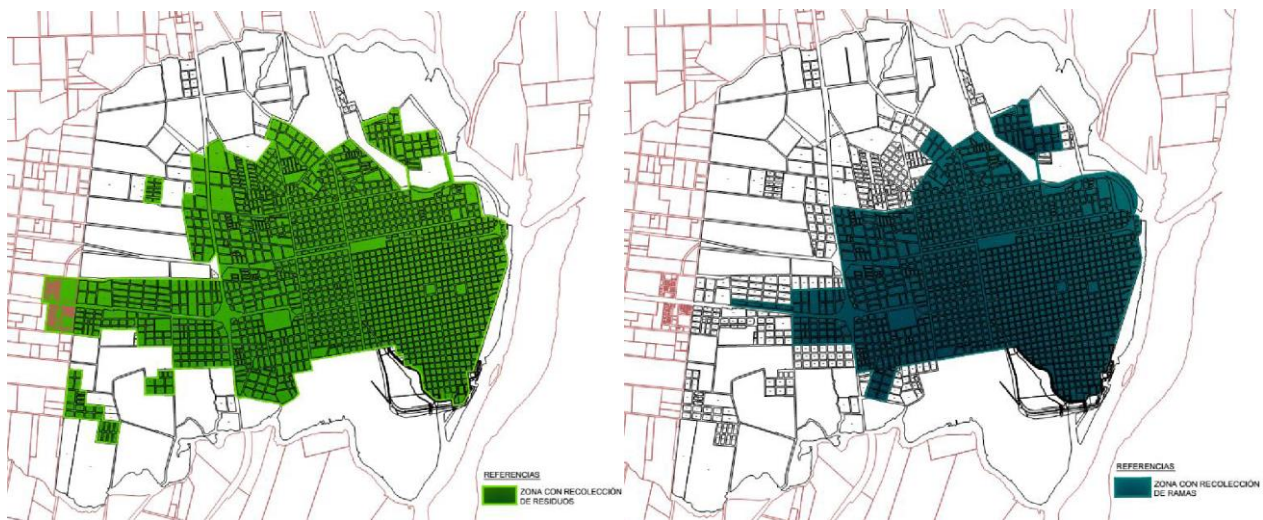 REFERENCIAS
ZONA CON RECOLECCIÓN
DE RESIDUOS
REFERENCIAS
ZONA CON RECOLECCIÓN
DE RAMAS